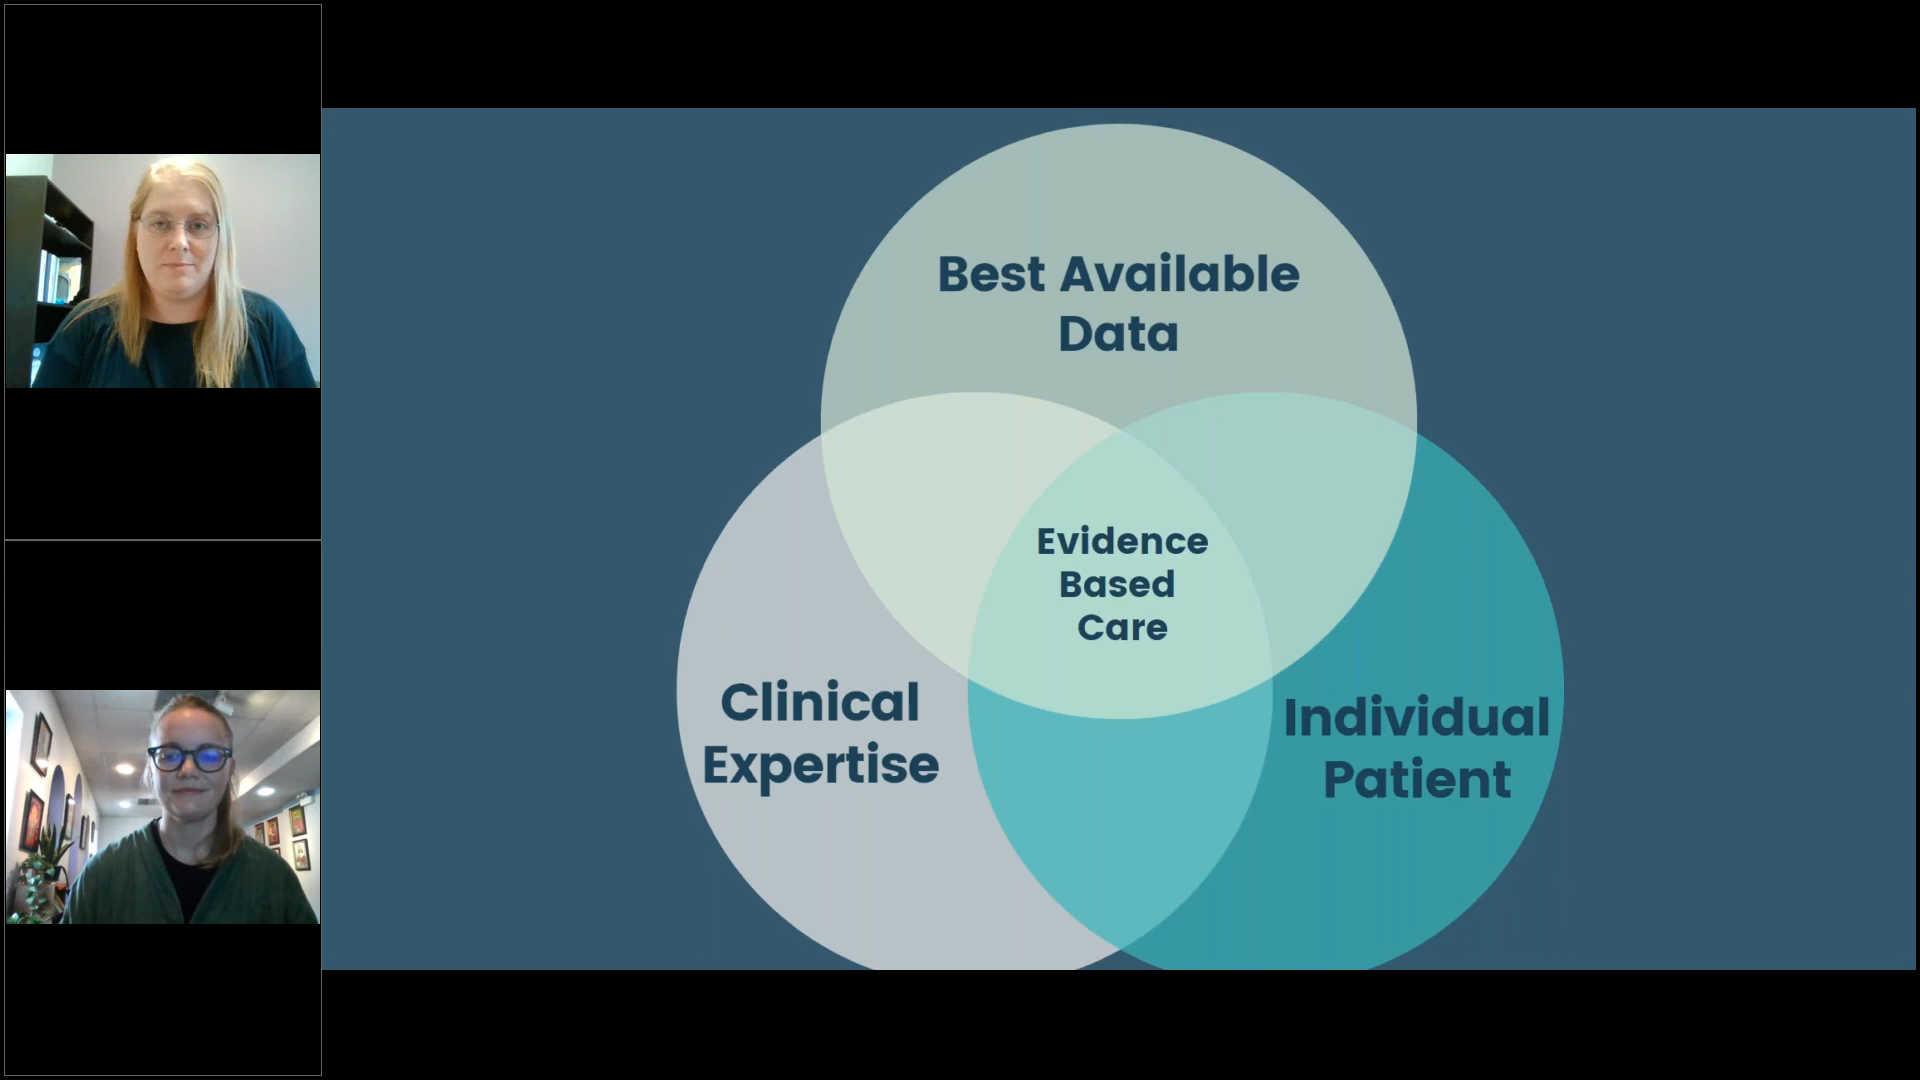 Best Available
Data
Evidence
Based
Care
Clinical
Expertise
Individual
Patient